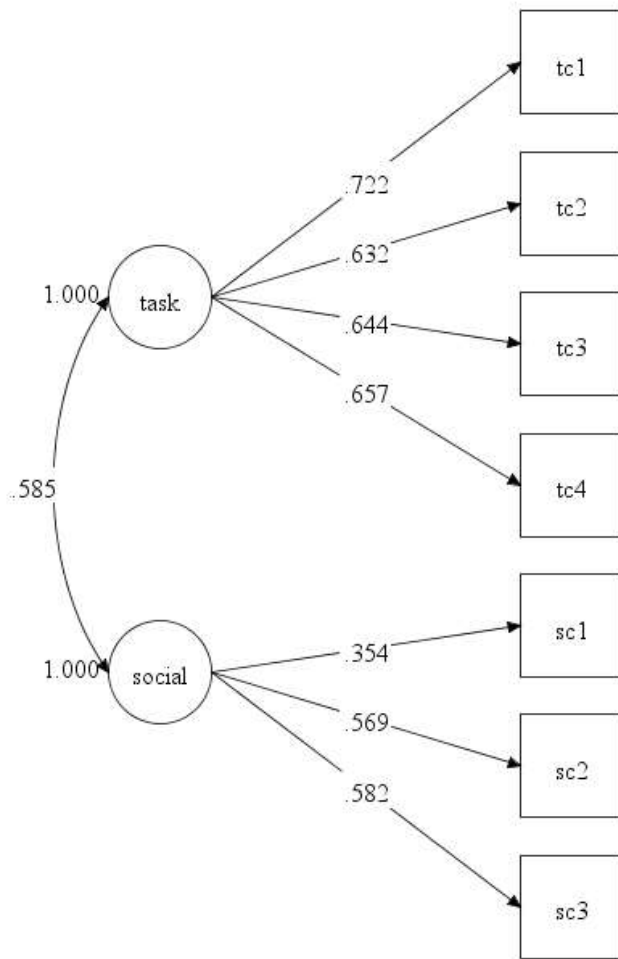 tc1
.722
tc2
.632
1.000
task
.644
tc3
.657
tc4
.585
sc1
.354
1.000
social
.569
sc2
.582
sc3